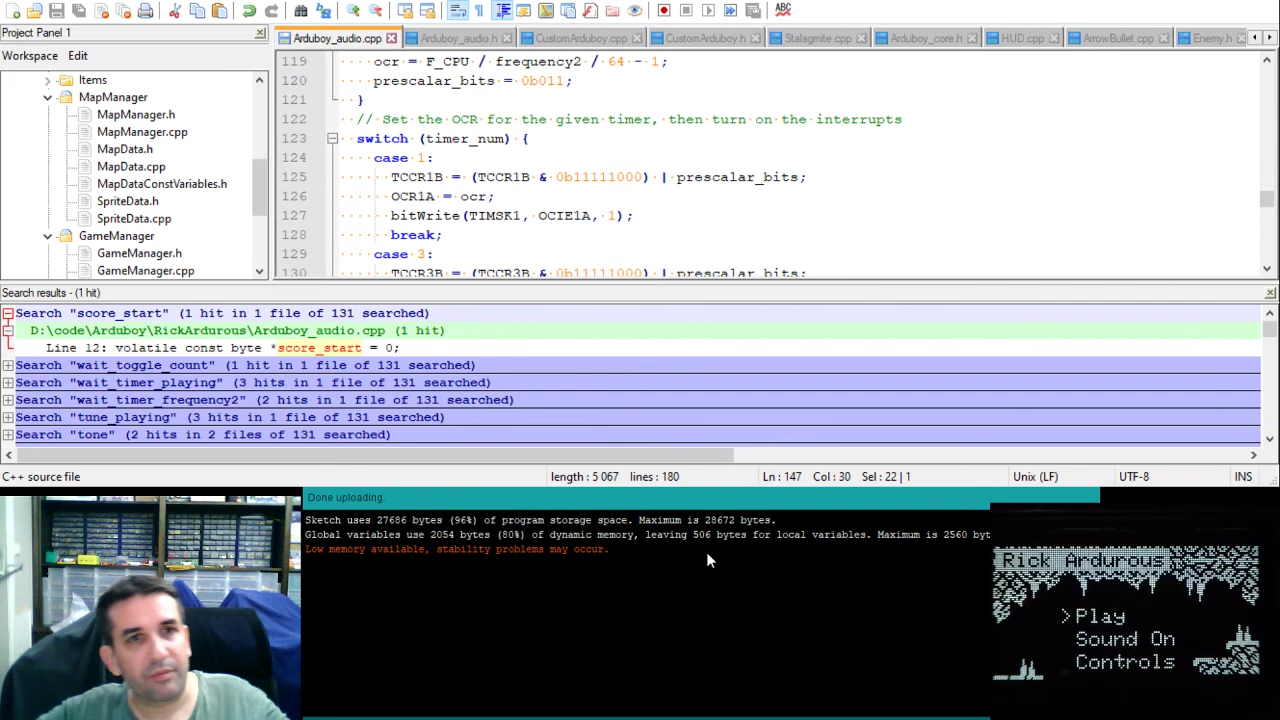 Project Panel 1
Workspace Edit
Items
MapManager
MapManager.h
MapManager.cpp
MapData.h
MapData.cpp
MapDataConstVariables.h
SpriteData.h
SpriteData.cpp
GameManager
GameManager.h
GameManager.cpp
ABC
Arduboy_audio.cpp
Arduboy_audio.h
CustomArduboy.cpp
CustomArduboy.h
Stalagmite.cpp
Arduboy_core.h
HUD.cpp
ArrowBullet.cpp
Enemy.h
119 ocr = F_CPU / frequency2 / 64 - 1;
120 prescalar_bits = 0b011;
121 }
122 // Set the OCR for the given timer, then turn on the interrupts
123 switch (timer_num) {
124 case 1:
125 TCCR1B = (TCCR1B & 0b11111000) | prescalar_bits;
126 OCR1A = ocr;
127 bitWrite(TIMSK1, OCIE1A, 1);
128 break;
129 case 3:
130 TCCR3B = (TCCR3B & 0b11111000) | prescalar_bits;
Search results - (1 hit)
Search "score_start" (1 hit in 1 file of 131 searched)
D:\code\Arduboy\RickArdurous\Arduboy_audio.cpp (1 hit)
Line 12: volatile const byte *score_start = 0;
Search "wait_toggle_count" (1 hit in 1 file of 131 searched)
Search "wait_timer_playing" (3 hits in 1 file of 131 searched)
Search "wait_timer_frequency2" (2 hits in 1 file of 131 searched)
Search "tune_playing" (3 hits in 1 file of 131 searched)
Search "tone" (2 hits in 2 files of 131 searched)
C++ source file length : 5 067 lines : 180 Ln : 147 Col : 30 Sel : 22 | 1 Unix (LF) UTF-8 INS
Done uploading.
Sketch uses 27686 bytes (96%) of program storage space. Maximum is 28672 bytes.
Global variables use 2054 bytes (80%) of dynamic memory, leaving 506 bytes for local variables. Maximum is 2560 byt
Low memory available, stability problems may occur.
Rick Ardurous
>Play
Sound On
Controls